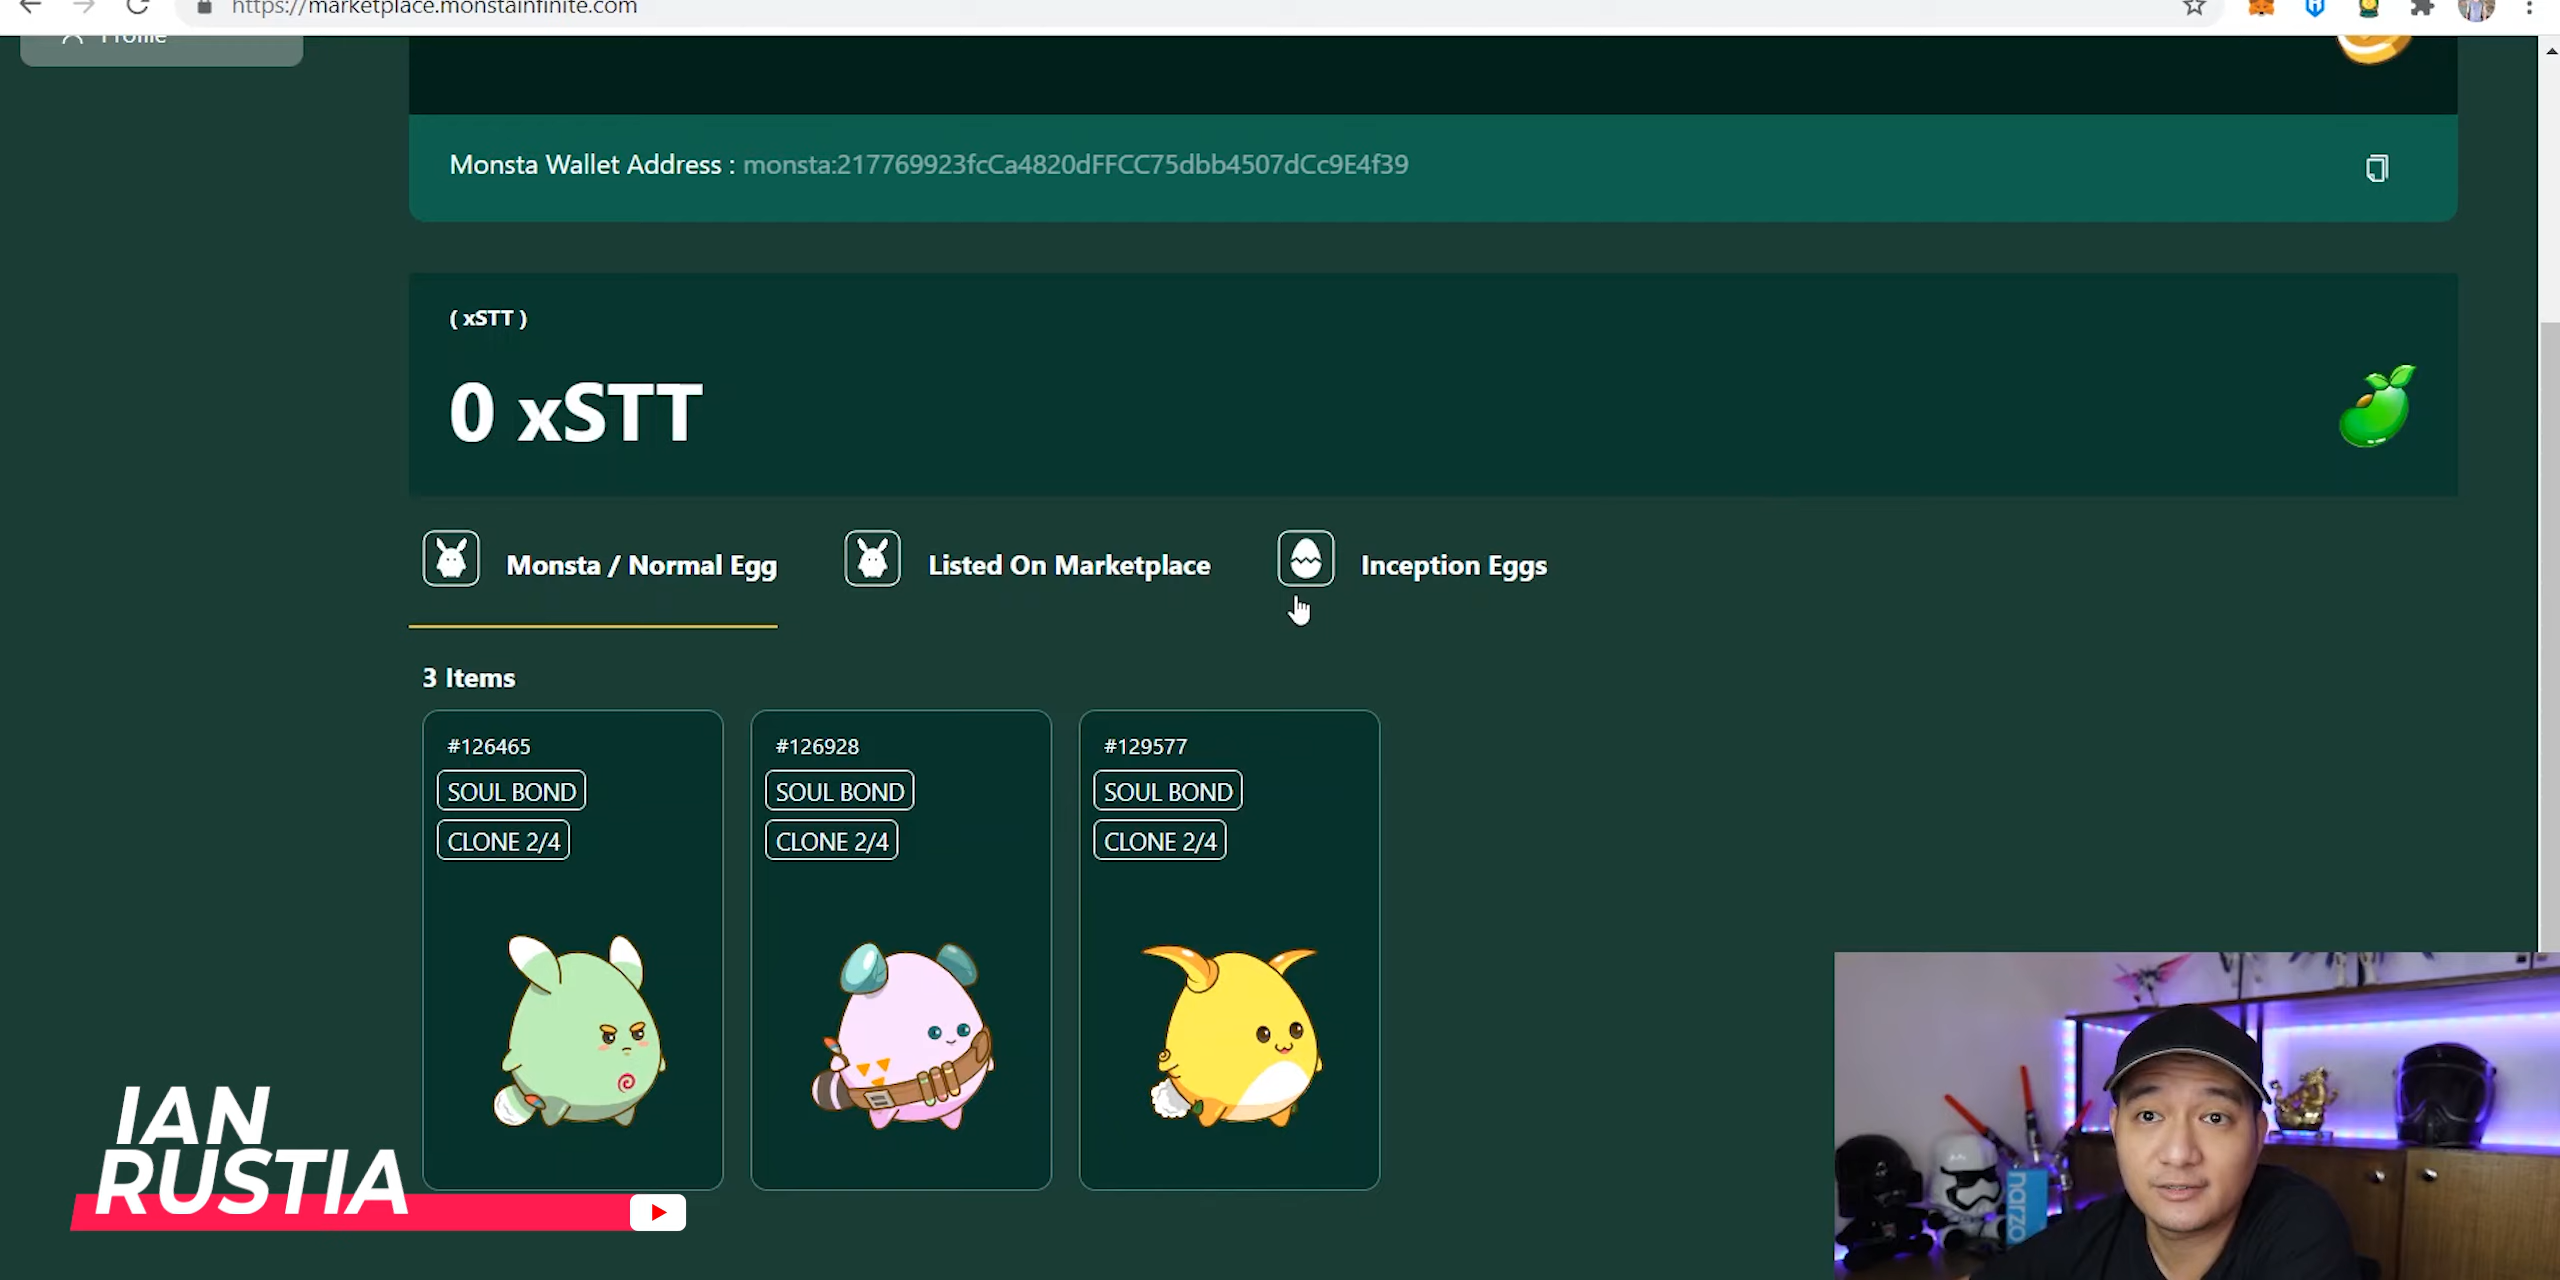 https://marketplace.monstainfinite.com
Profile
Monsta Wallet Address : monsta:217769923fcCa4820dFFCC75dbb4507dCc9E4f39
( xSTT )
0 xSTT
Monsta / Normal Egg
Listed On Marketplace
Inception Eggs
3 Items
#126465
SOUL BOND
CLONE 2/4
#126928
SOUL BOND
CLONE 2/4
#129577
SOUL BOND
CLONE 2/4
IAN
RUSTIA
narzo